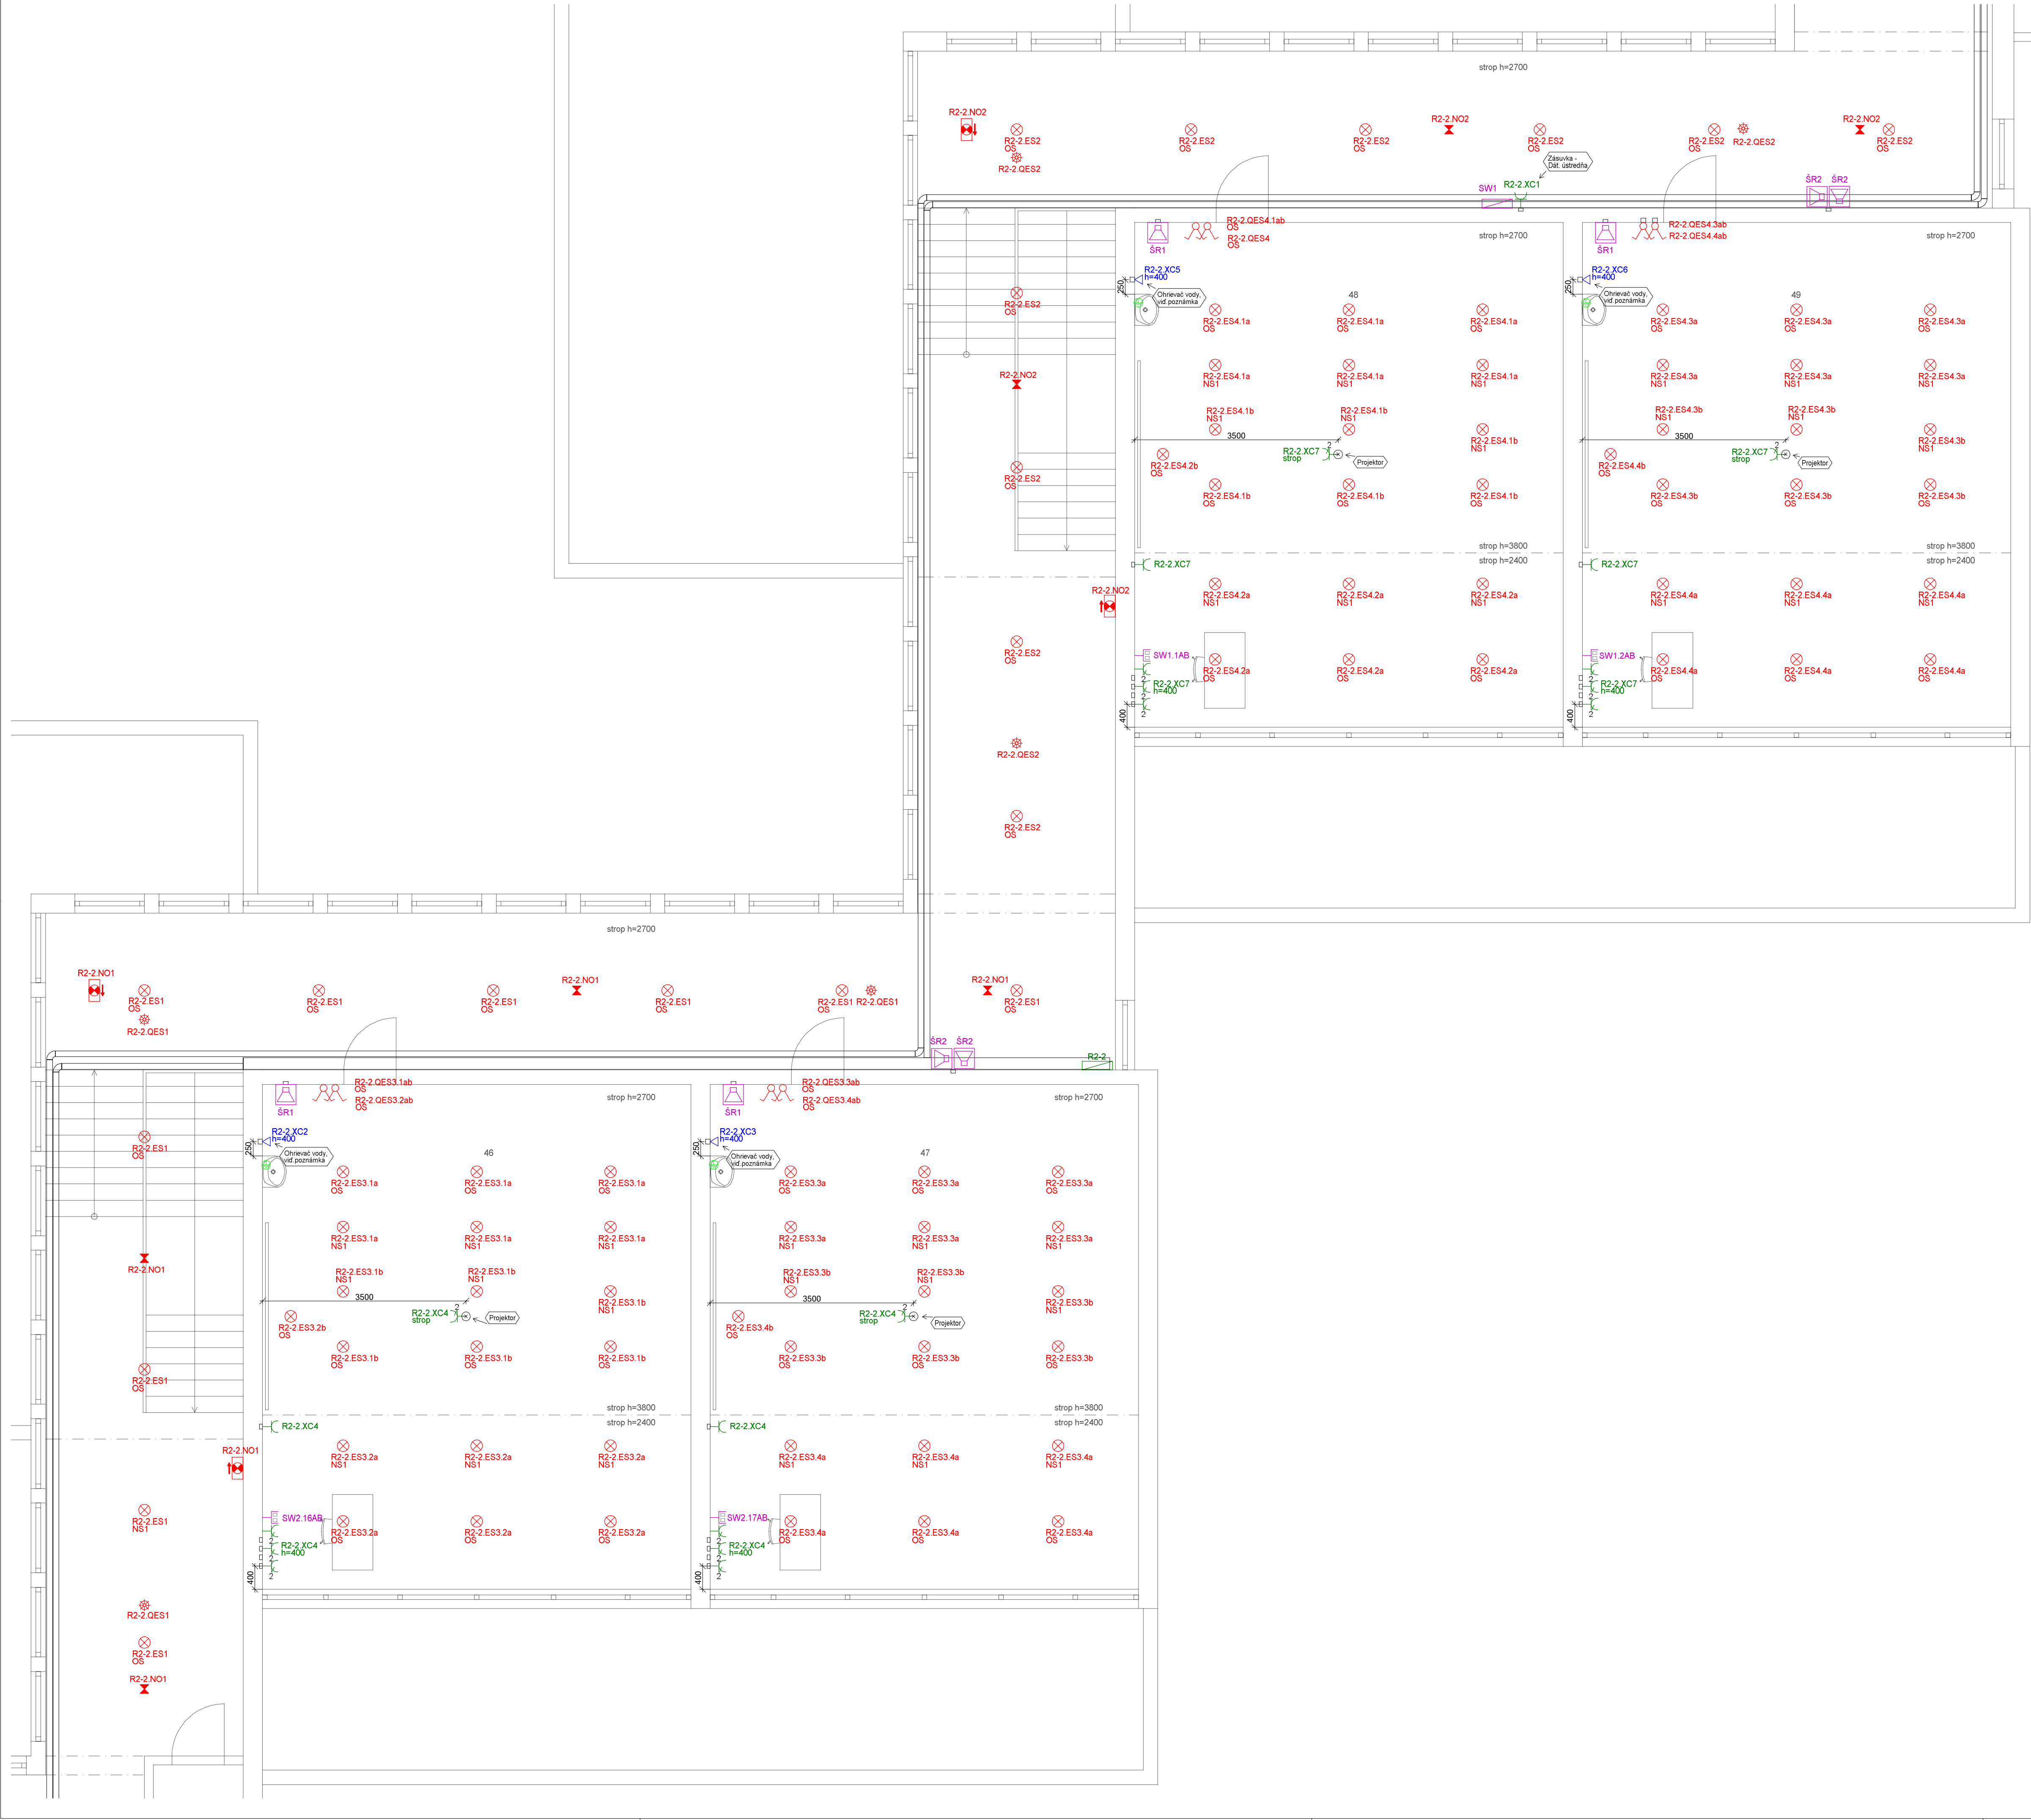 strop h=2700
R2-2.NO2
R2-2.ES2
OS
R2-2.QES2
R2-2.ES2
OS
R2-2.ES2
OS
R2-2.NO2
R2-2.ES2
OS
R2-2.ES2
OS
R2-2.QES2
R2-2.NO2
R2-2.ES2
OS
Zásuvka -
Dát. ústredňa
SW1
R2-2.XC1
ŠR2
ŠR2
R2-2.ES2
OS
R2-2.NO2
R2-2.ES2
OS
R2-2.NO2
R2-2.ES2
OS
R2-2.QES2
R2-2.ES2
OS
ŠR1
R2-2.QES4.1ab
OS
R2-2.QES4
OS
strop h=2700
R2-2.XC5
h=400
250
Ohrievač vody,
viď.poznámka
48
R2-2.ES4.1a
OS
R2-2.ES4.1a
OS
R2-2.ES4.1a
OS
R2-2.ES4.1a
NS1
R2-2.ES4.1a
NS1
R2-2.ES4.1a
NS1
R2-2.ES4.1b
NS1
R2-2.ES4.1b
NS1
R2-2.ES4.1b
NS1
3500
R2-2.XC7
strop
2
Projektor
R2-2.ES4.2b
OS
R2-2.ES4.1b
OS
R2-2.ES4.1b
OS
R2-2.ES4.1b
OS
strop h=3800
strop h=2400
R2-2.XC7
R2-2.ES4.2a
NS1
R2-2.ES4.2a
NS1
R2-2.ES4.2a
NS1
SW1.1AB
R2-2.ES4.2a
OS
R2-2.ES4.2a
OS
R2-2.ES4.2a
OS
2
R2-2.XC7
h=400
2
2
400
ŠR1
R2-2.QES4.3ab
R2-2.QES4.4ab
strop h=2700
R2-2.XC6
h=400
250
Ohrievač vody,
viď.poznámka
49
R2-2.ES4.3a
OS
R2-2.ES4.3a
OS
R2-2.ES4.3a
OS
R2-2.ES4.3a
NS1
R2-2.ES4.3a
NS1
R2-2.ES4.3a
NS1
R2-2.ES4.3b
NS1
R2-2.ES4.3b
NS1
R2-2.ES4.3b
NS1
3500
R2-2.XC7
strop
2
Projektor
R2-2.ES4.4b
OS
R2-2.ES4.3b
OS
R2-2.ES4.3b
OS
R2-2.ES4.3b
OS
strop h=3800
strop h=2400
R2-2.XC7
R2-2.ES4.4a
NS1
R2-2.ES4.4a
NS1
R2-2.ES4.4a
NS1
SW1.2AB
R2-2.ES4.4a
OS
R2-2.ES4.4a
OS
R2-2.ES4.4a
OS
2
R2-2.XC7
h=400
2
2
400
strop h=2700
R2-2.NO1
R2-2.ES1
OS
R2-2.QES1
R2-2.ES1
OS
R2-2.ES1
OS
R2-2.NO1
R2-2.ES1
OS
R2-2.ES1
OS
R2-2.QES1
R2-2.NO1
R2-2.ES1
OS
ŠR2
ŠR2
R2-2
R2-2.ES1
OS
R2-2.NO1
R2-2.ES1
OS
R2-2.NO1
R2-2.ES1
NS1
R2-2.QES1
R2-2.ES1
OS
R2-2.NO1
ŠR1
R2-2.QES3.1ab
OS
R2-2.QES3.2ab
OS
strop h=2700
R2-2.XC2
h=400
250
Ohrievač vody,
viď.poznámka
46
R2-2.ES3.1a
OS
R2-2.ES3.1a
OS
R2-2.ES3.1a
OS
R2-2.ES3.1a
NS1
R2-2.ES3.1a
NS1
R2-2.ES3.1a
NS1
R2-2.ES3.1b
NS1
R2-2.ES3.1b
NS1
R2-2.ES3.1b
NS1
3500
R2-2.XC4
strop
2
Projektor
R2-2.ES3.2b
OS
R2-2.ES3.1b
OS
R2-2.ES3.1b
OS
R2-2.ES3.1b
OS
strop h=3800
strop h=2400
R2-2.XC4
R2-2.ES3.2a
NS1
R2-2.ES3.2a
NS1
R2-2.ES3.2a
NS1
SW2.16AB
R2-2.ES3.2a
OS
R2-2.ES3.2a
OS
R2-2.ES3.2a
OS
2
R2-2.XC4
h=400
2
2
400
ŠR1
R2-2.QES3.3ab
OS
R2-2.QES3.4ab
OS
strop h=2700
R2-2.XC3
h=400
250
Ohrievač vody,
viď.poznámka
47
R2-2.ES3.3a
OS
R2-2.ES3.3a
OS
R2-2.ES3.3a
OS
R2-2.ES3.3a
NS1
R2-2.ES3.3a
NS1
R2-2.ES3.3a
NS1
R2-2.ES3.3b
NS1
R2-2.ES3.3b
NS1
R2-2.ES3.3b
NS1
3500
R2-2.XC4
strop
2
Projektor
R2-2.ES3.4b
OS
R2-2.ES3.3b
OS
R2-2.ES3.3b
OS
R2-2.ES3.3b
OS
strop h=3800
strop h=2400
R2-2.XC4
R2-2.ES3.4a
NS1
R2-2.ES3.4a
NS1
R2-2.ES3.4a
NS1
SW2.17AB
R2-2.ES3.4a
OS
R2-2.ES3.4a
OS
R2-2.ES3.4a
OS
2
R2-2.XC4
h=400
2
2
400